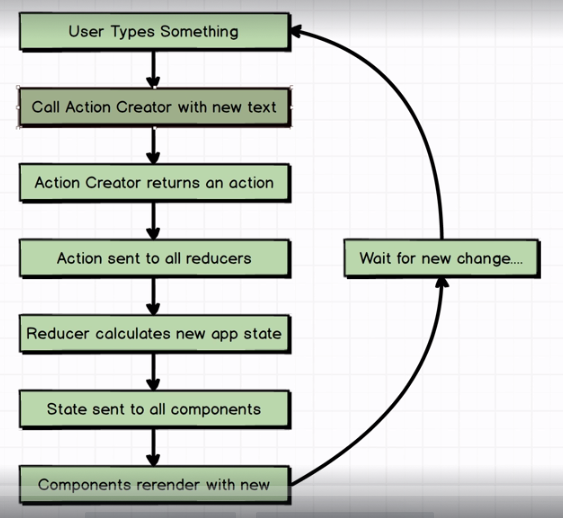 User Types Something
Call Action Creator with new text
Action Creator returns an action
Action sent to all reducers
Wait for new change....
Reducer calculates new app state
State sent to all components
Components rerender with new